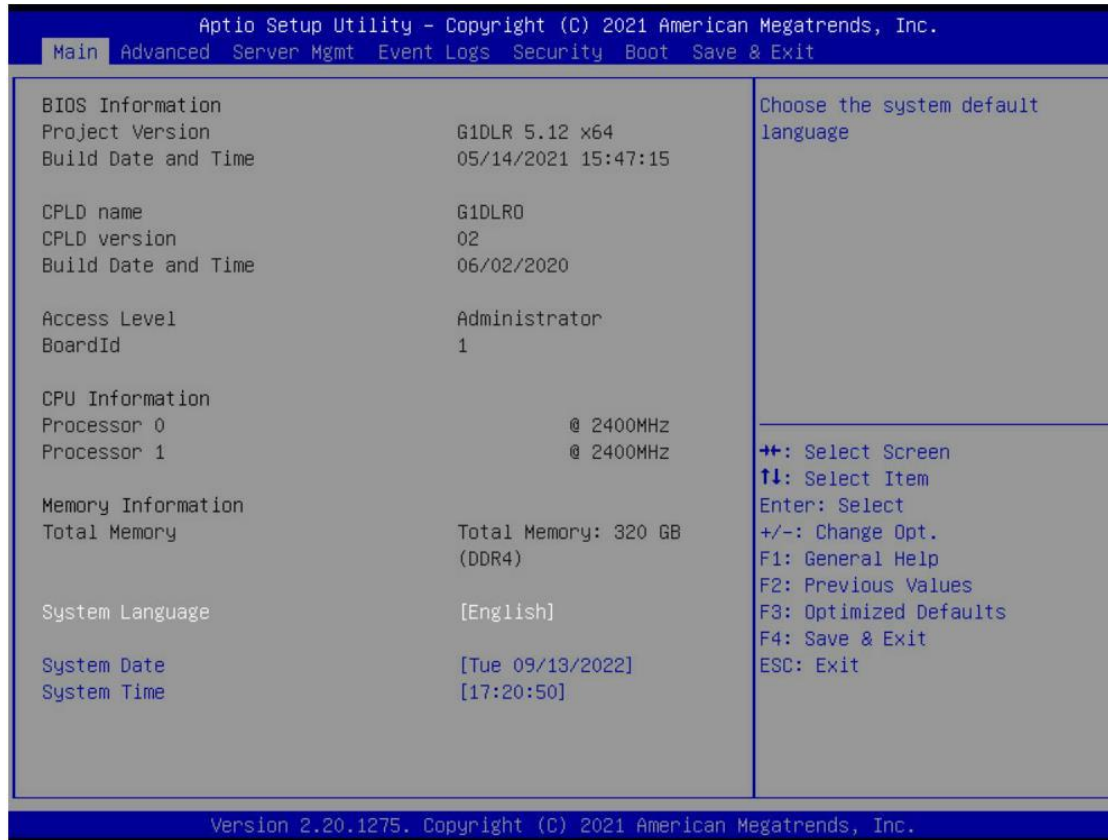 Aptio Setup Utility – Copyright (C) 2021 American Megatrends, Inc.
Main Advanced Server Mgmt Event Logs Security Boot Save & Exit
BIOS Information
Project Version G1DLR 5.12 x64
Build Date and Time 05/14/2021 15:47:15
CPLD name G1DLRO
CPLD version 02
Build Date and Time 06/02/2020
Access Level Administrator
BoardId 1
CPU Information
Processor 0 @ 2400MHz
Processor 1 @ 2400MHz
Memory Information
Total Memory Total Memory: 320 GB
(DDR4)
System Language [English]
System Date [Tue 09/13/2022]
System Time [17:20:50]
Choose the system default
language
→←: Select Screen
↑↓: Select Item
Enter: Select
+/-: Change Opt.
F1: General Help
F2: Previous Values
F3: Optimized Defaults
F4: Save & Exit
ESC: Exit
Version 2.20.1275. Copyright (C) 2021 American Megatrends, Inc.